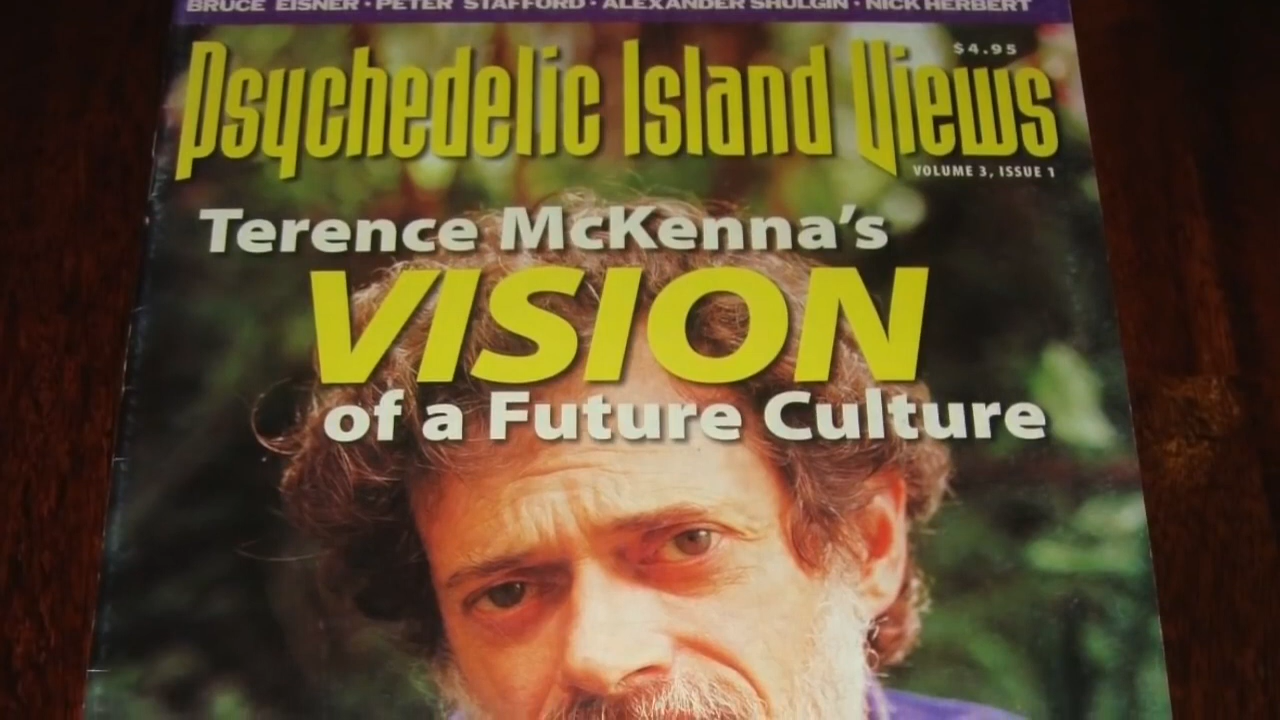 BRUCE EISNER · PETER STAFFORD · ALEXANDER SHULGIN · NICK HERBERT
$4.95
Psychedelic Island Views
VOLUME 3, ISSUE 1
Terence McKenna's
VISION
of a Future Culture